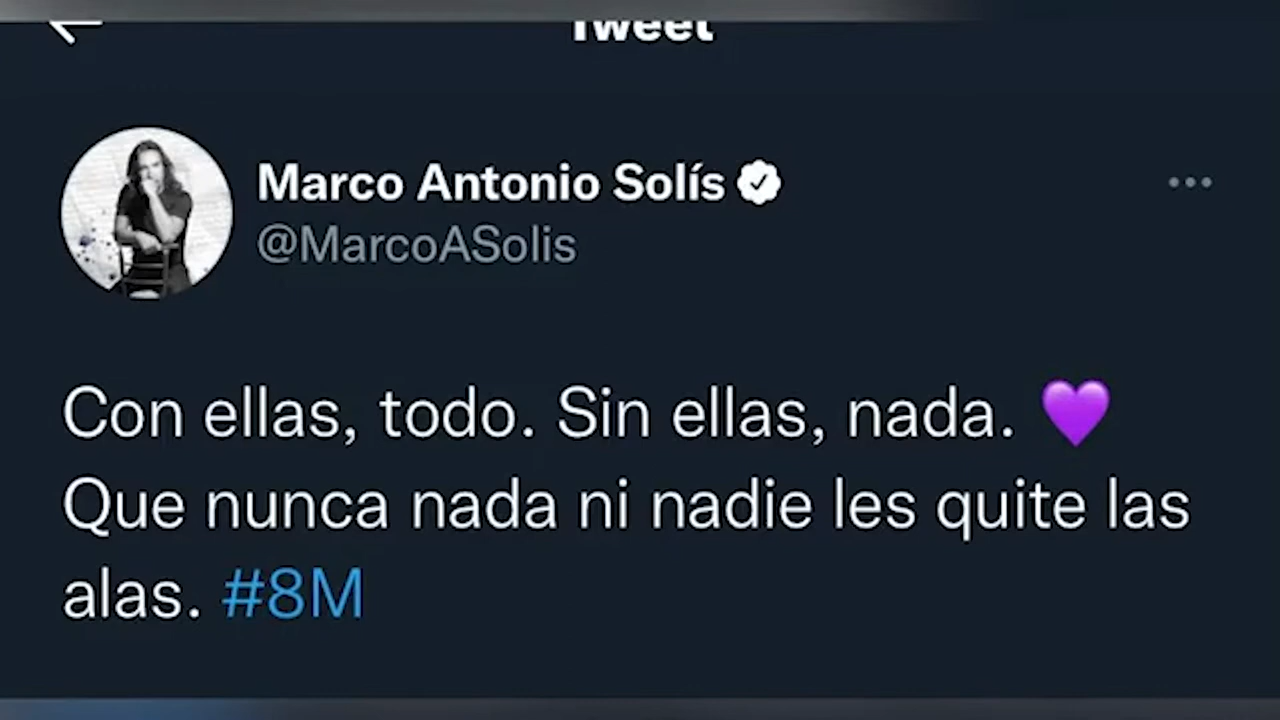 Tweet
Marco Antonio Solís
@MarcoASolis
Con ellas, todo. Sin ellas, nada. 💜
Que nunca nada ni nadie les quite las
alas. #8M